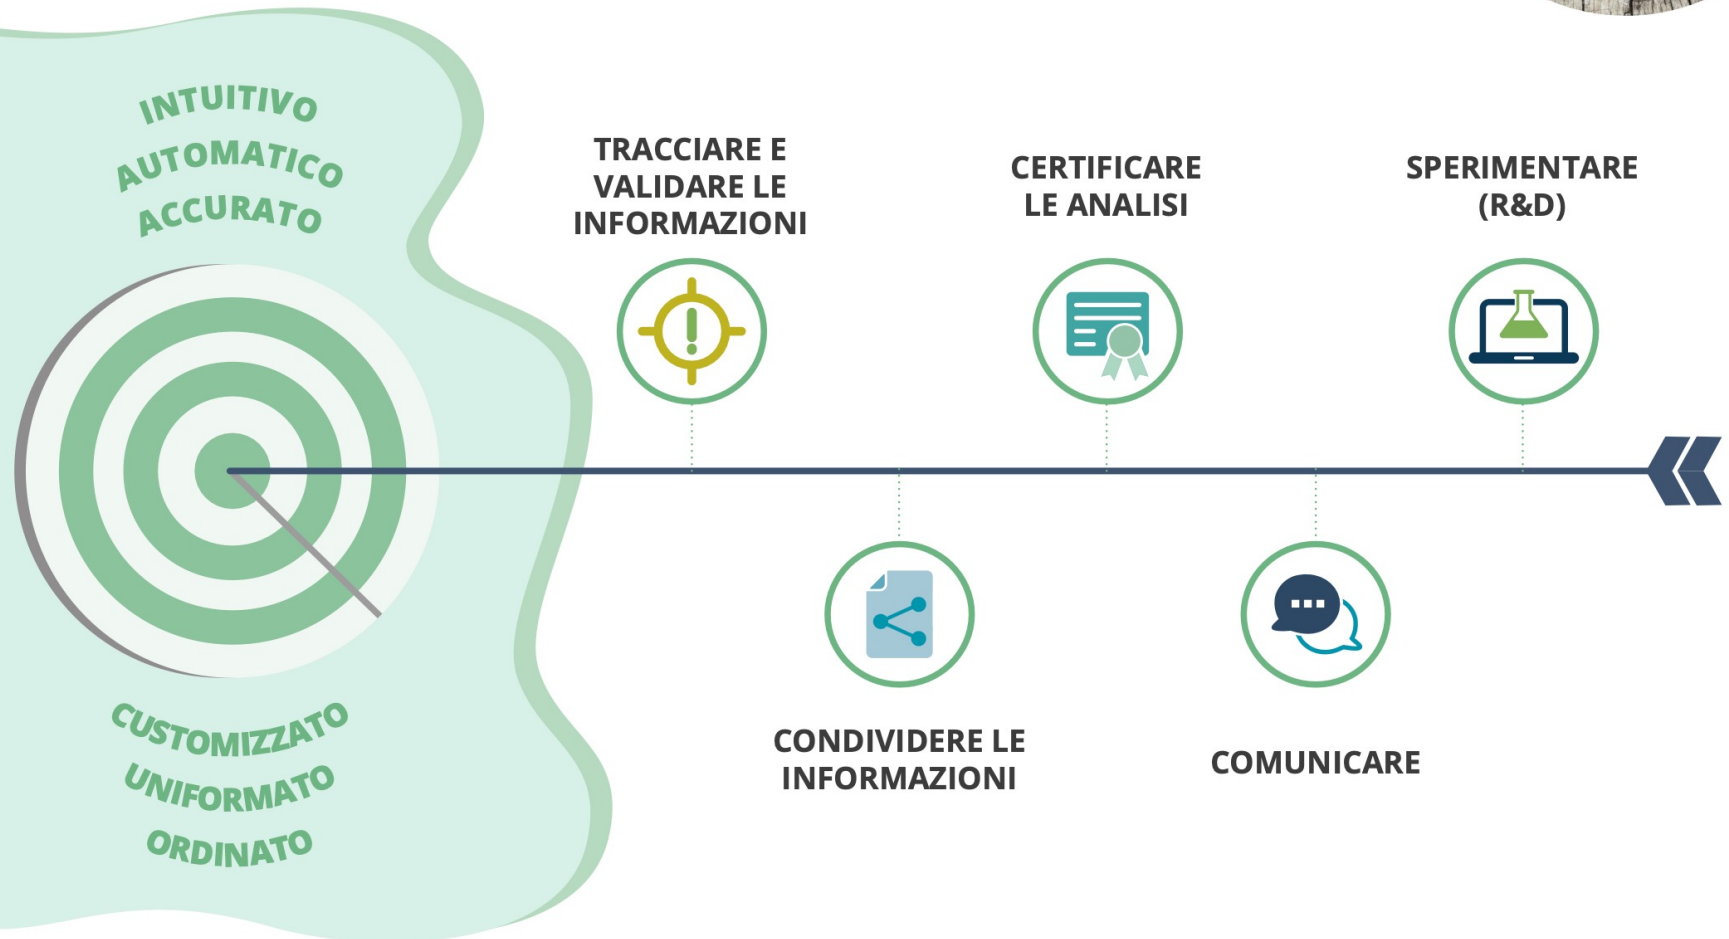 INTUITIVO
AUTOMATICO
ACCURATO
CUSTOMIZZATO
UNIFORMATO
ORDINATO
TRACCIARE E
VALIDARE LE
INFORMAZIONI
CONDIVIDERE LE
INFORMAZIONI
CERTIFICARE
LE ANALISI
COMUNICARE
SPERIMENTARE
(R&D)